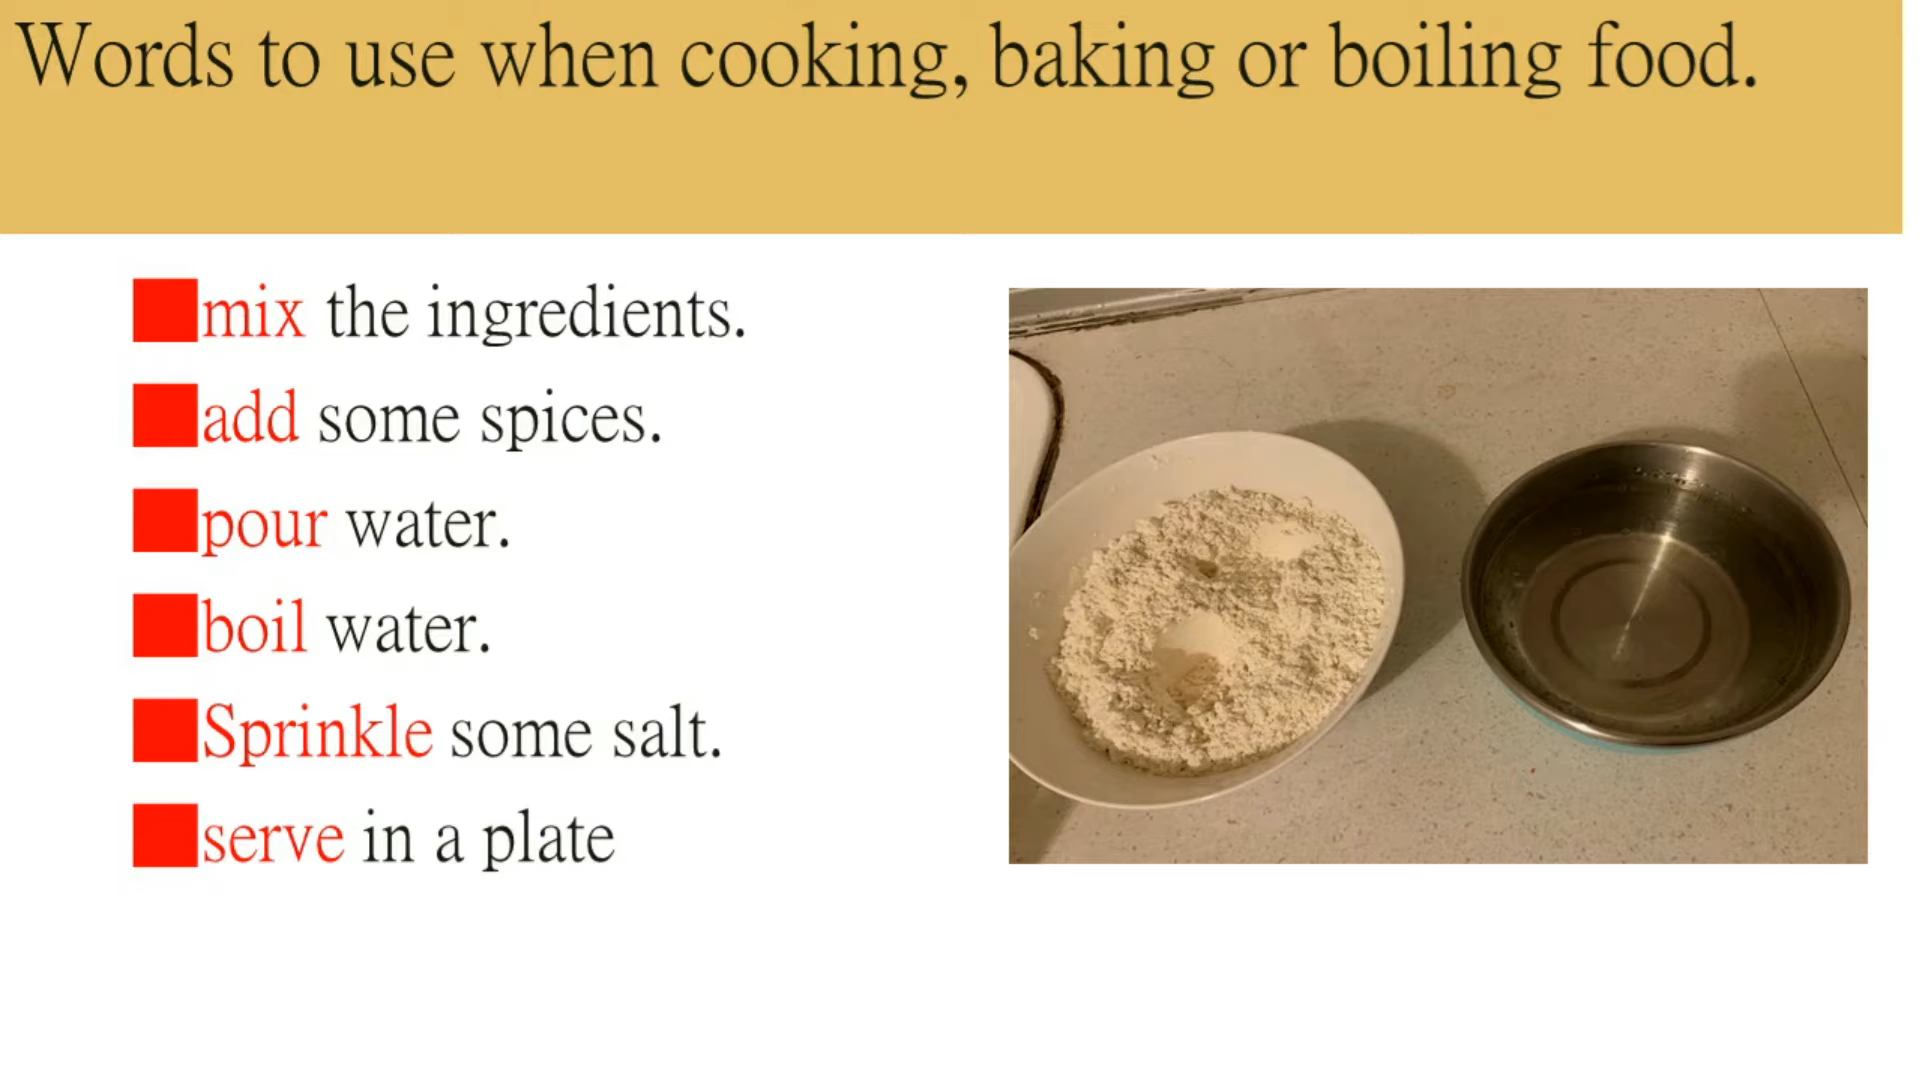 Words to use when cooking, baking or boiling food.
mix the ingredients.
add some spices.
pour water.
boil water.
Sprinkle some salt.
serve in a plate